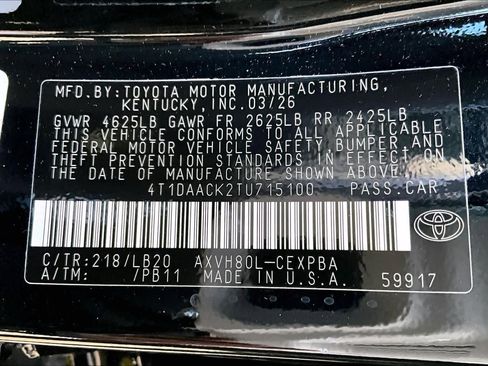 MFD.BY:TOYOTA MOTOR MANUFACTURING,
KENTUCKY, INC.03/26
GVWR 4625LB GAWR FR 2625LB RR 2425LB
THIS VEHICLE CONFORMS TO ALL APPLICABLE
FEDERAL MOTOR VEHICLE SAFETY, BUMPER, AND
THEFT PREVENTION STANDARDS IN EFFECT ON
THE DATE OF MANUFACTURE SHOWN ABOVE.
4T1DAACK2TU715100 PASS.CAR
C/TR:218/LB20 AXVH80L-CEXPBA
A/TM: /PB11 MADE IN U.S.A. 59917